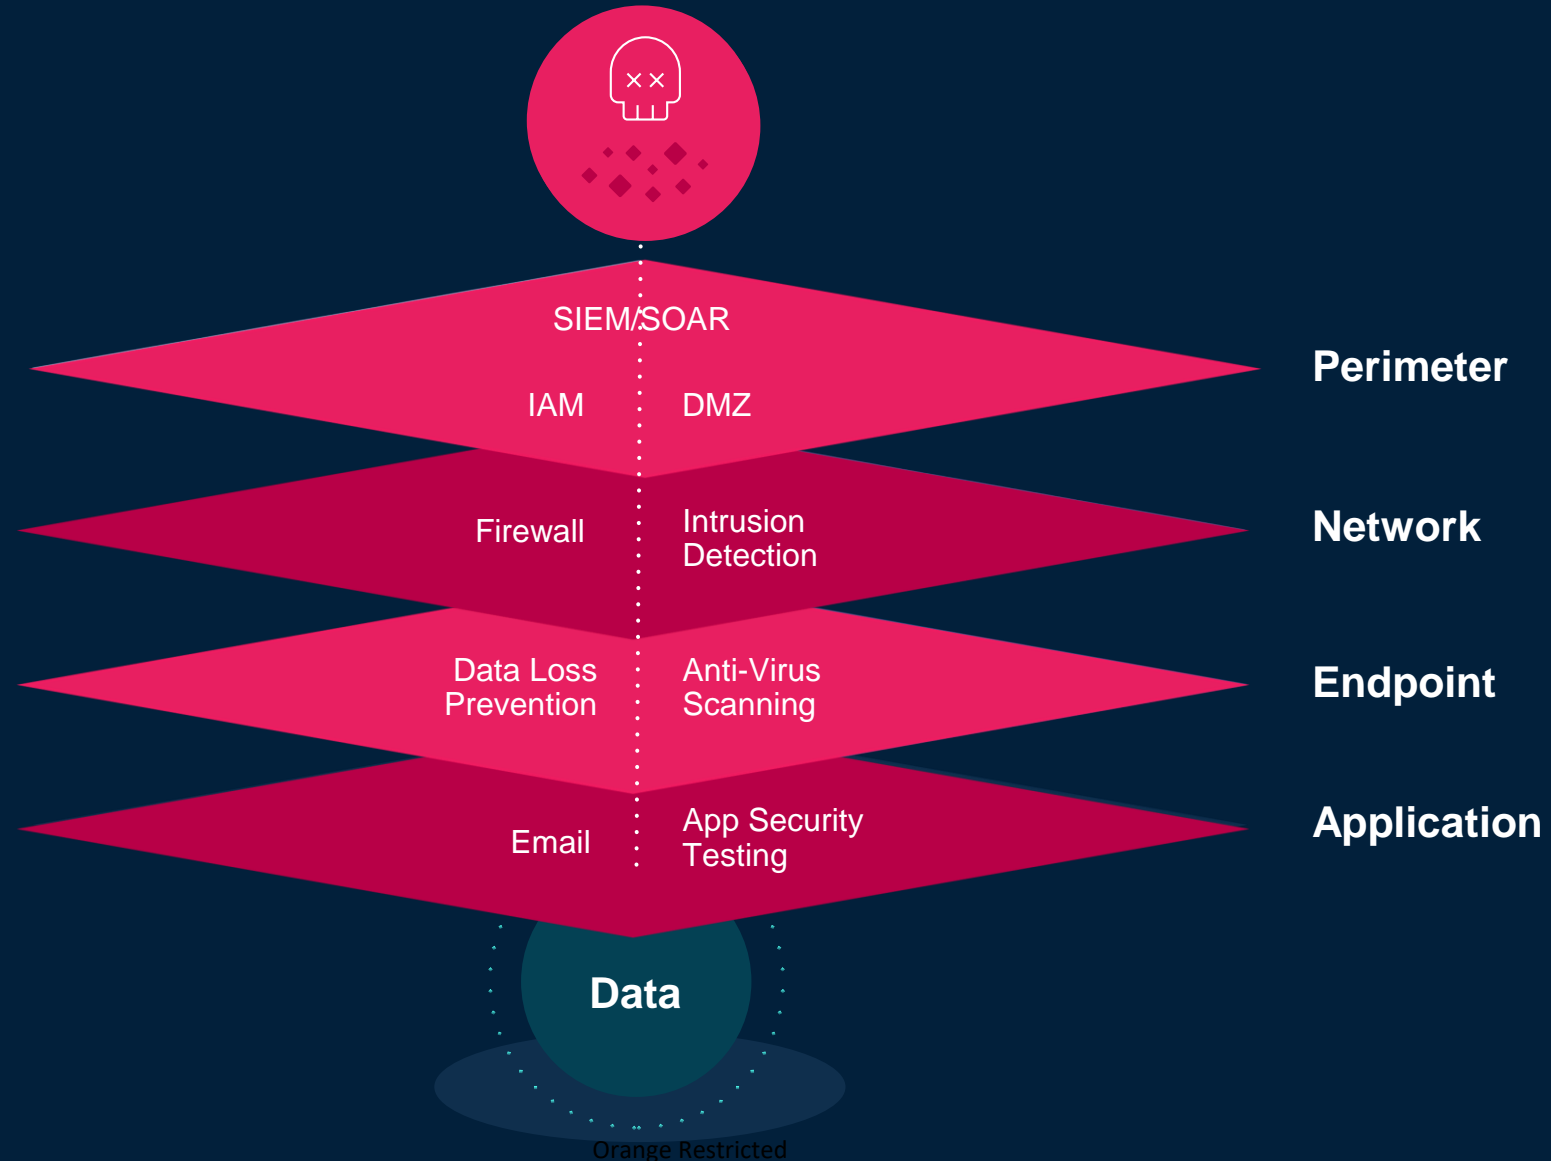 SIEM/SOAR
IAM
DMZ
Perimeter
Firewall
Intrusion
Detection
Network
Data Loss
Prevention
Anti-Virus
Scanning
Endpoint
Email
App Security
Testing
Application
Data
Orange Restricted